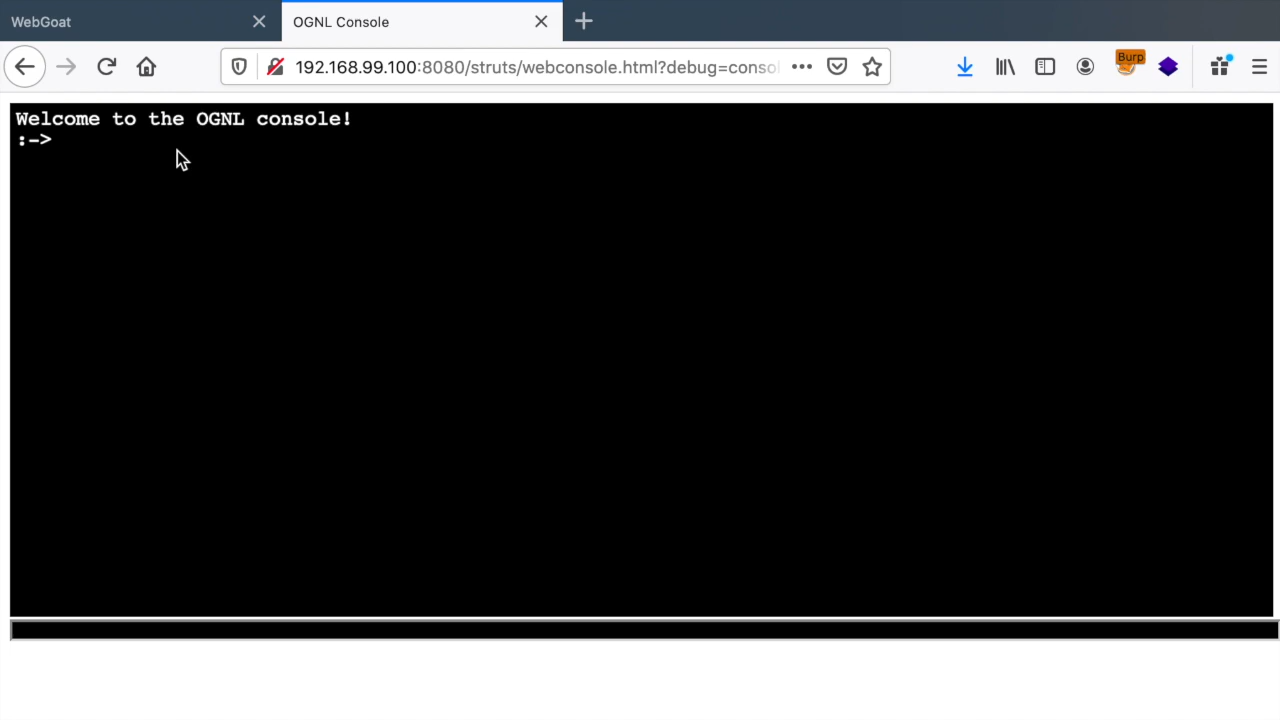 WebGoat
OGNL Console
192.168.99.100:8080/struts/webconsole.html?debug=consol
Burp
Welcome to the OGNL console!
:->